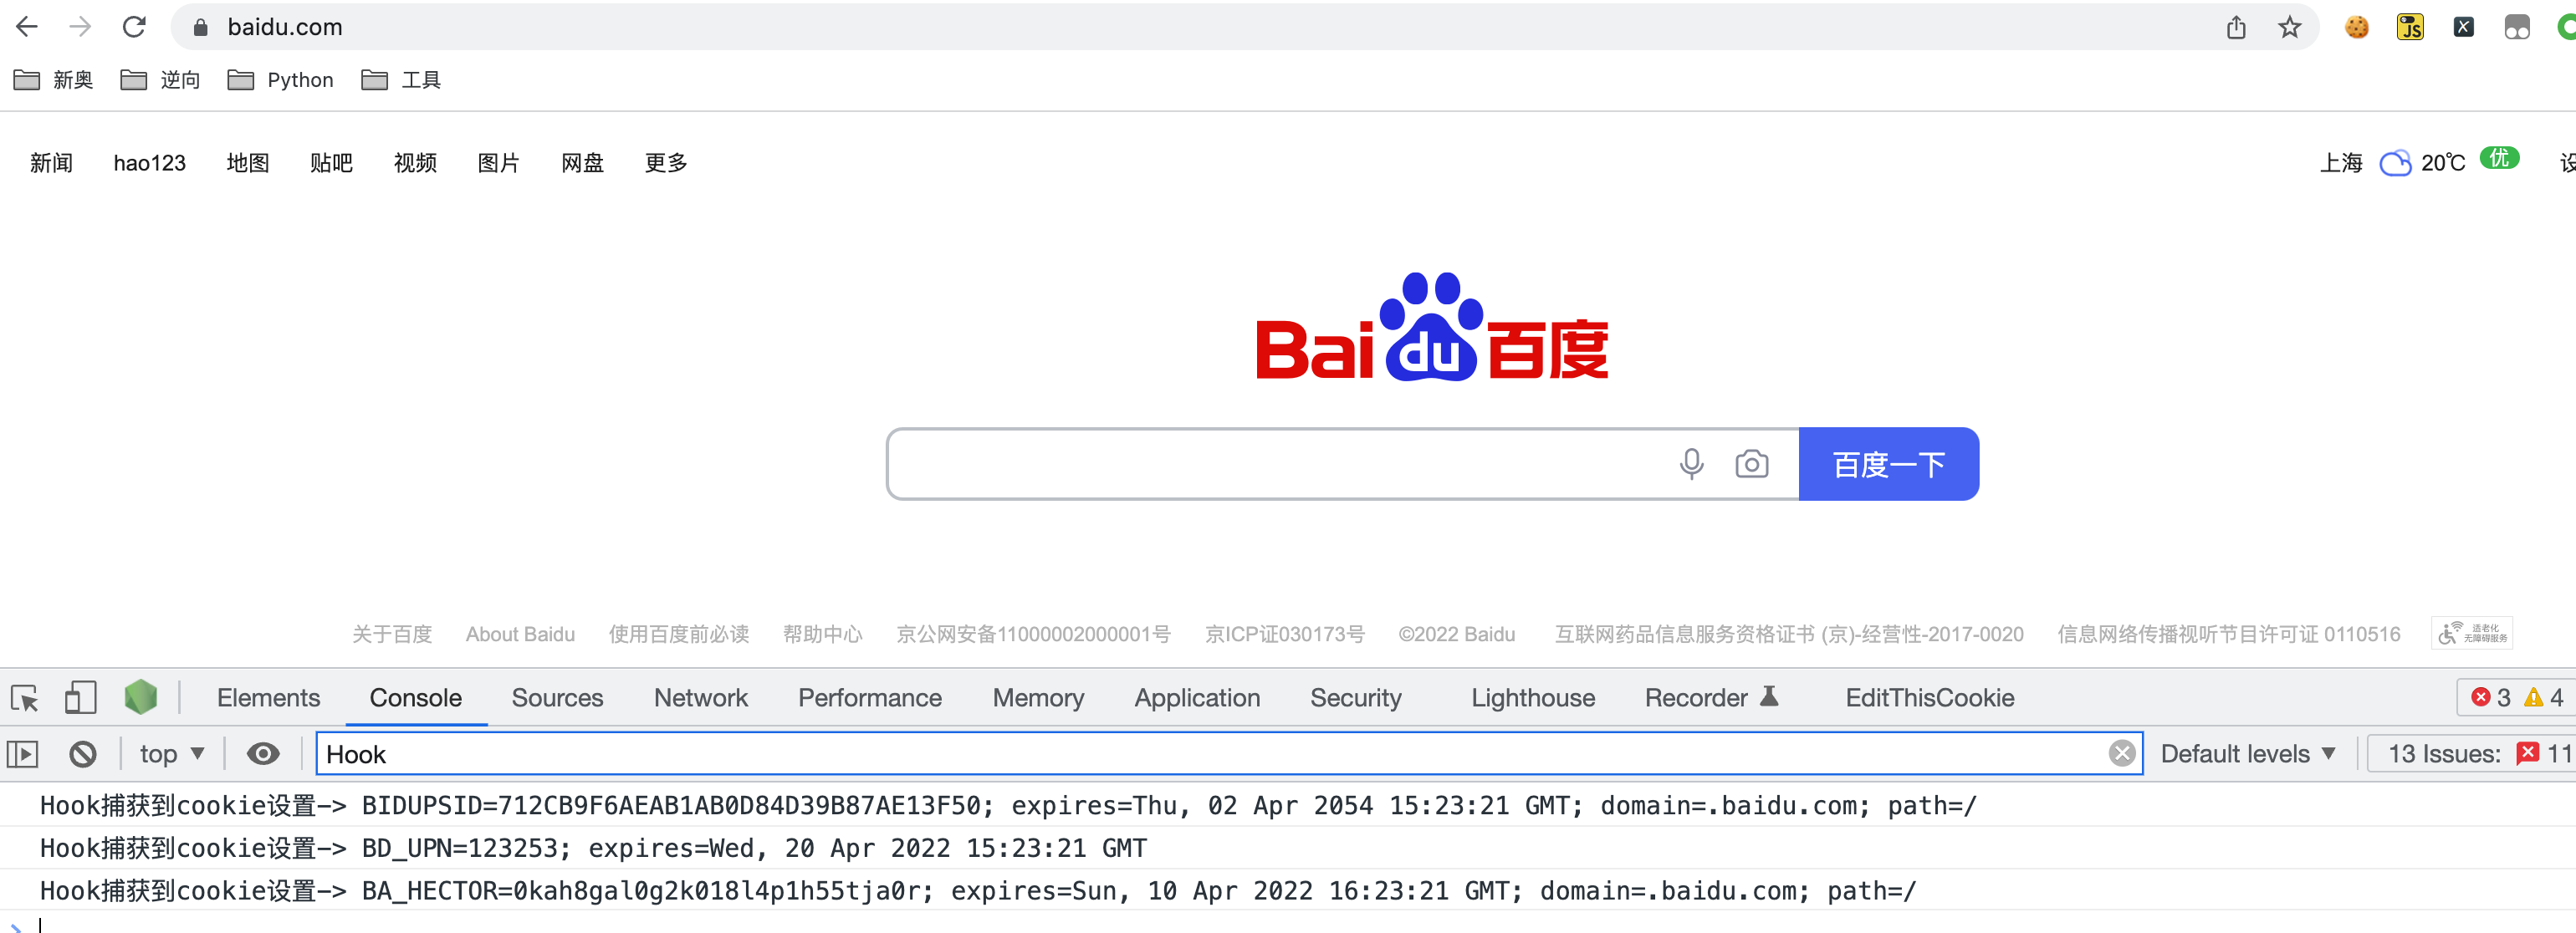 baidu.com
新奥 逆向 Python 工具
新闻 hao123 地图 贴吧 视频 图片 网盘 更多 上海 20℃ 优 设
Bai du 百度
百度一下
关于百度 About Baidu 使用百度前必读 帮助中心 京公网安备11000002000001号 京ICP证030173号 ©2022 Baidu 互联网药品信息服务资格证书 (京)-经营性-2017-0020 信息网络传播视听节目许可证 0110516 适老化
无障碍服务
Elements Console Sources Network Performance Memory Application Security Lighthouse Recorder EditThisCookie 3 4
top Hook Default levels 13 Issues: 11
Hook捕获到cookie设置-> BIDUPSID=712CB9F6AEAB1AB0D84D39B87AE13F50; expires=Thu, 02 Apr 2054 15:23:21 GMT; domain=.baidu.com; path=/
Hook捕获到cookie设置-> BD_UPN=123253; expires=Wed, 20 Apr 2022 15:23:21 GMT
Hook捕获到cookie设置-> BA_HECTOR=0kah8gal0g2k018l4p1h55tja0r; expires=Sun, 10 Apr 2022 16:23:21 GMT; domain=.baidu.com; path=/